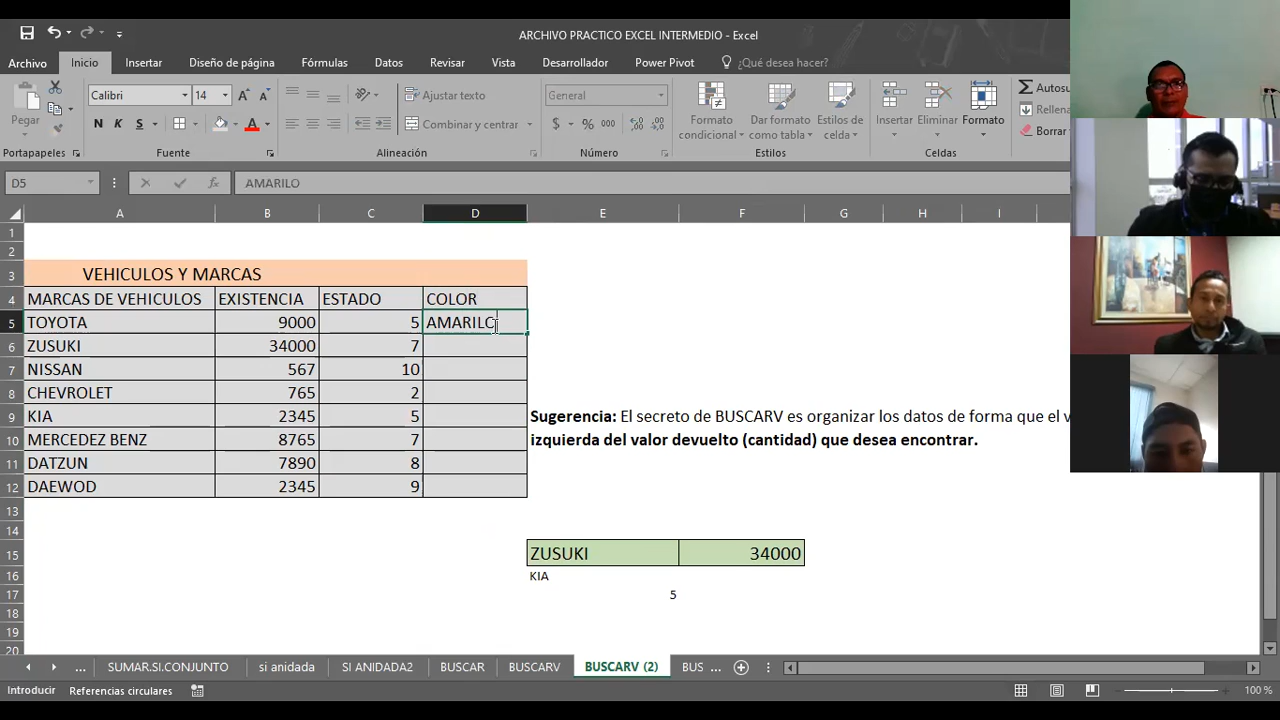 ARCHIVO PRACTICO EXCEL INTERMEDIO - Excel
Archivo Inicio Insertar Diseño de página Fórmulas Datos Revisar Vista Desarrollador Power Pivot ¿Qué desea hacer?
Pegar
Calibri 14 A A
N K S A
Ajustar texto
Combinar y centrar
General
$ % 000
Formato condicional
Dar formato como tabla
Estilos de celda
Insertar Eliminar Formato
Autosu
Rellena
Borrar
Portapapeles Fuente Alineación Número Estilos Celdas
D5 fx AMARILO
A B C D E F G H I
1
2
3 VEHICULOS Y MARCAS
4 MARCAS DE VEHICULOS EXISTENCIA ESTADO COLOR
5 TOYOTA 9000 5 AMARILO
6 ZUSUKI 34000 7
7 NISSAN 567 10
8 CHEVROLET 765 2
9 KIA 2345 5 Sugerencia: El secreto de BUSCARV es organizar los datos de forma que el v
10 MERCEDEZ BENZ 8765 7 izquierda del valor devuelto (cantidad) que desea encontrar.
11 DATZUN 7890 8
12 DAEWOD 2345 9
13
14
15 ZUSUKI 34000
16 KIA
17 5
18
19
20
... SUMAR.SI.CONJUNTO si anidada SI ANIDADA2 BUSCAR BUSCARV BUSCARV (2) BUS ...
Introducir Referencias circulares 100 %